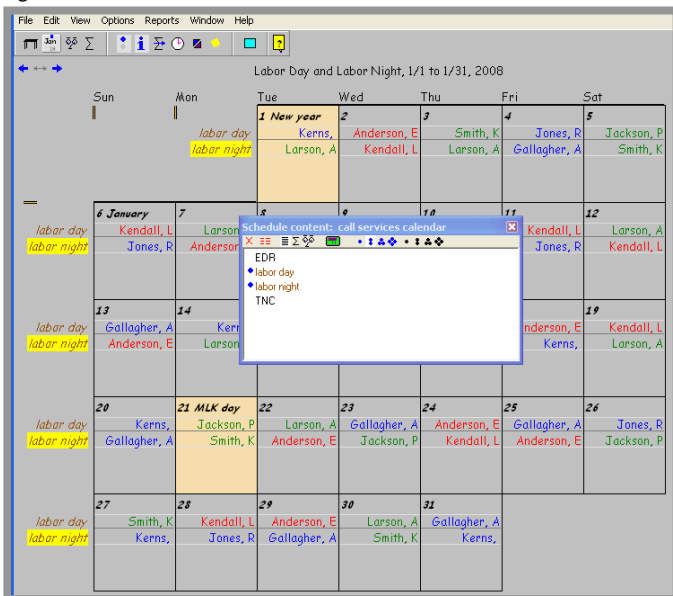 File Edit View Options Reports Window Help
Jan
Labor Day and Labor Night, 1/1 to 1/31, 2008
Sun Mon Tue Wed Thu Fri Sat
1 New year 2 3 4 5
labor day Kerns, Anderson, E Smith, K Jones, R Jackson, P
labor night Larson, A Kendall, L Larson, A Gallagher, A Smith, K
6 January 7 8 9 10 11 12
labor day Kendall, L Larson Kendall, L Larson, A
labor night Jones, R Anderson Jones, R Kendall, L
Schedule content: call services calendar
EDR
labor day
labor night
TNC
13 14 19
labor day Gallagher, A Kerr nderson, E Kendall, L
labor night Anderson, E Larson Kerns, Larson, A
20 21 MLK day 22 23 24 25 26
labor day Kerns, Jackson, P Larson, A Gallagher, A Anderson, E Gallagher, A Jones, R
labor night Gallagher, A Smith, K Anderson, E Jackson, P Kendall, L Anderson, E Jackson, P
27 28 29 30 31
labor day Smith, K Kendall, L Anderson, E Larson, A Gallagher, A
labor night Kerns, Jones, R Gallagher, A Smith, K Kerns,